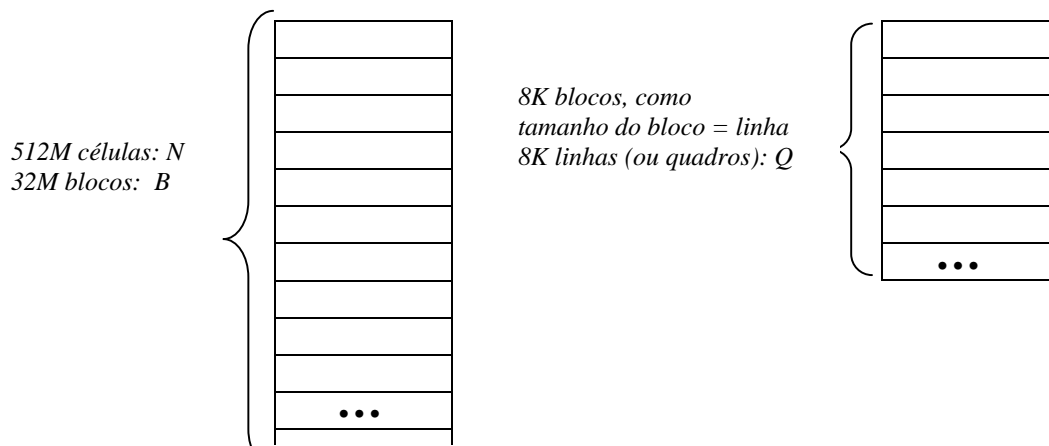 512M células: N
32M blocos: B
8K blocos, como
tamanho do bloco = linha
8K linhas (ou quadros): Q
•••
•••